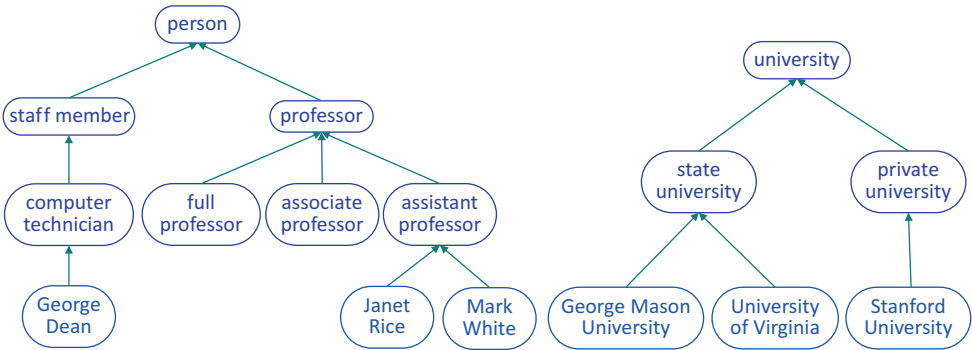 person
university
staff member
professor
state
university
private
university
computer
technician
full
professor
associate
professor
assistant
professor
George
Dean
Janet
Rice
Mark
White
George Mason
University
University
of Virginia
Stanford
University